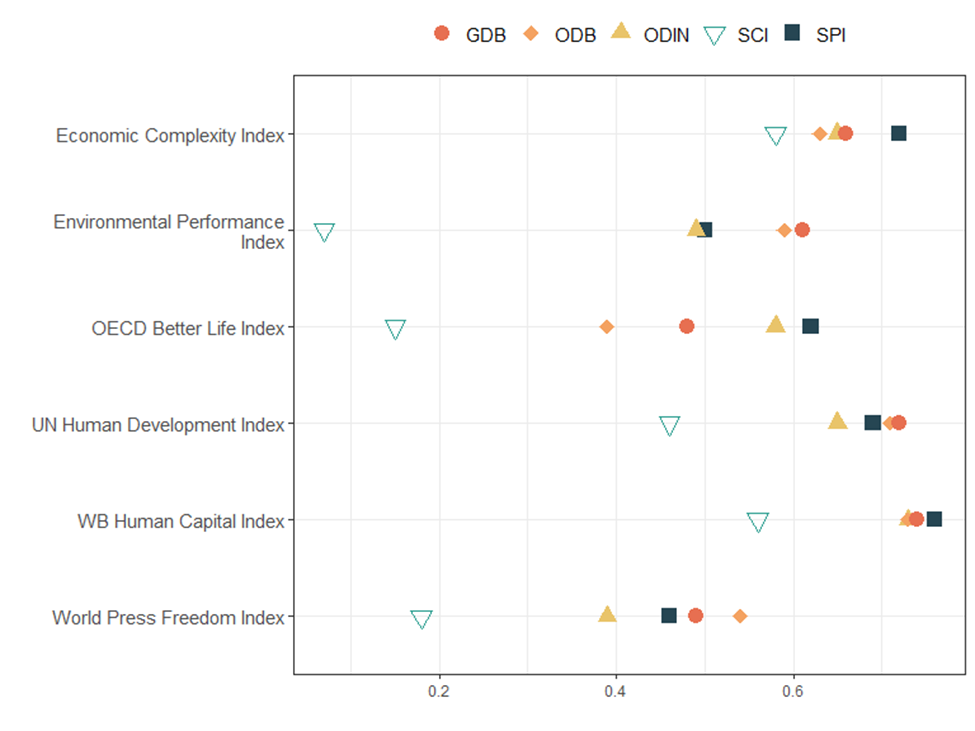 GDB ODB ODIN SCI SPI
Economic Complexity Index
Environmental Performance
Index
OECD Better Life Index
UN Human Development Index
WB Human Capital Index
World Press Freedom Index
0.2 0.4 0.6